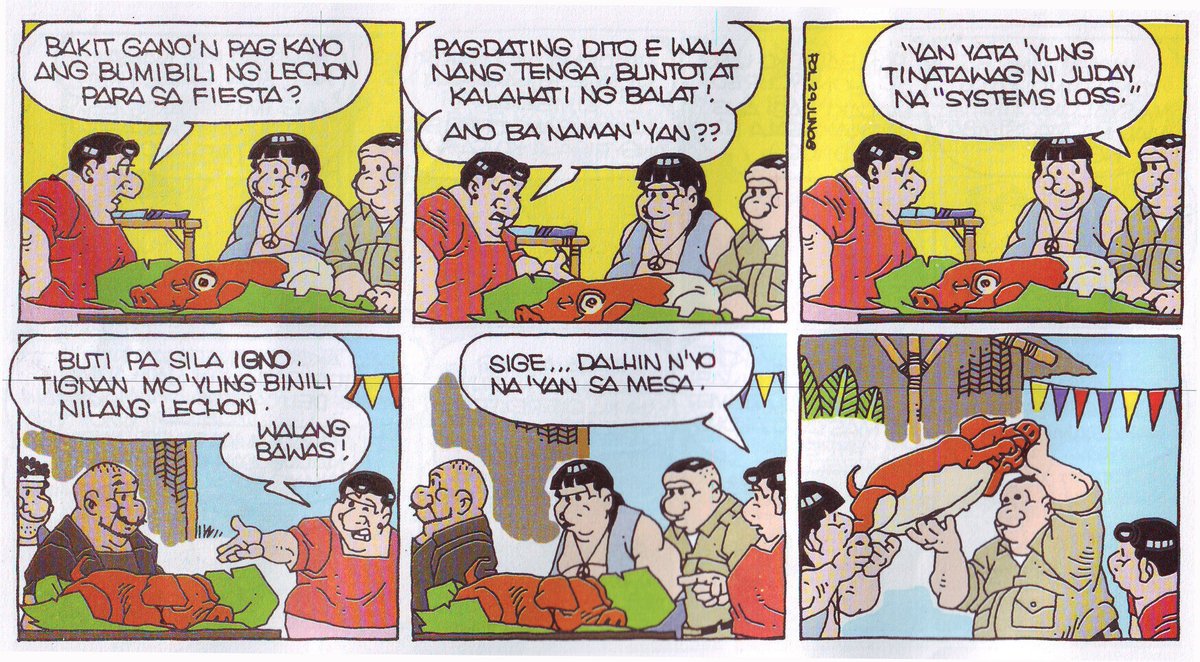 BAKIT GANO'N PAG KAYO
ANG BUMIBILI NG LECHON
PARA SA FIESTA?
PAGDATING DITO E WALA
NANG TENGA, BUNTOT AT
KALAHATI NG BALAT!
ANO BA NAMAN 'YAN??
'YAN YATA 'YUNG
TINATAWAG NI JUDAY
NA "SYSTEMS LOSS."
BUTI PA SILA IGNO.
TIGNAN MO 'YUNG BINILI
NILANG LECHON.
WALANG
BAWAS!
SIGE... DALHIN N'YO
NA 'YAN SA MESA.